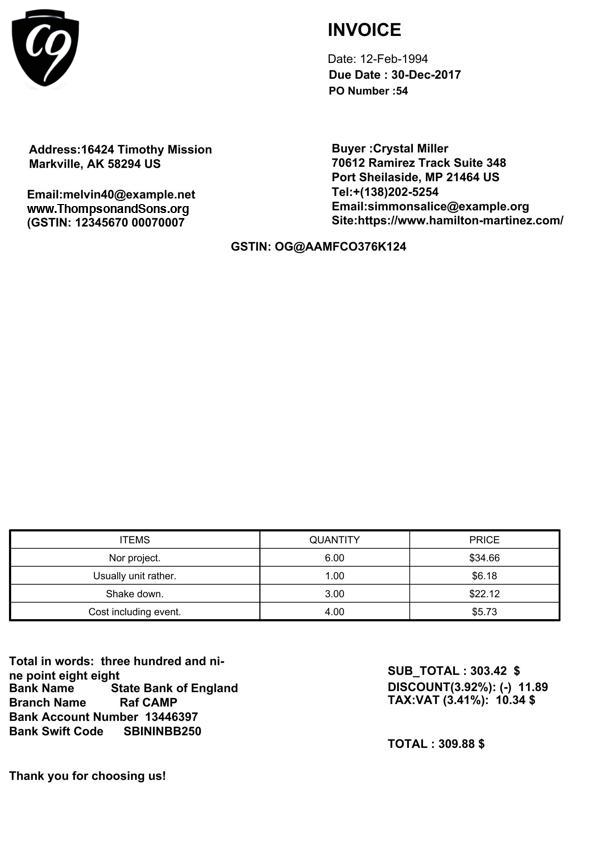 C9
INVOICE
Date: 12-Feb-1994
Due Date : 30-Dec-2017
PO Number :54
Address:16424 Timothy Mission
Markville, AK 58294 US
Email:melvin40@example.net
www.ThompsonandSons.org
(GSTIN: 12345670 00070007
Buyer :Crystal Miller
70612 Ramirez Track Suite 348
Port Sheilaside, MP 21464 US
Tel:+(138)202-5254
Email:simmonsalice@example.org
Site:https://www.hamilton-martinez.com/
GSTIN: OG@AAMFCO376K124
ITEMS QUANTITY PRICE
Nor project. 6.00 $34.66
Usually unit rather. 1.00 $6.18
Shake down. 3.00 $22.12
Cost including event. 4.00 $5.73
Total in words: three hundred and ni-
ne point eight eight
Bank Name State Bank of England
Branch Name Raf CAMP
Bank Account Number 13446397
Bank Swift Code SBININBB250
SUB_TOTAL : 303.42 $
DISCOUNT(3.92%): (-) 11.89
TAX:VAT (3.41%): 10.34 $
TOTAL : 309.88 $
Thank you for choosing us!